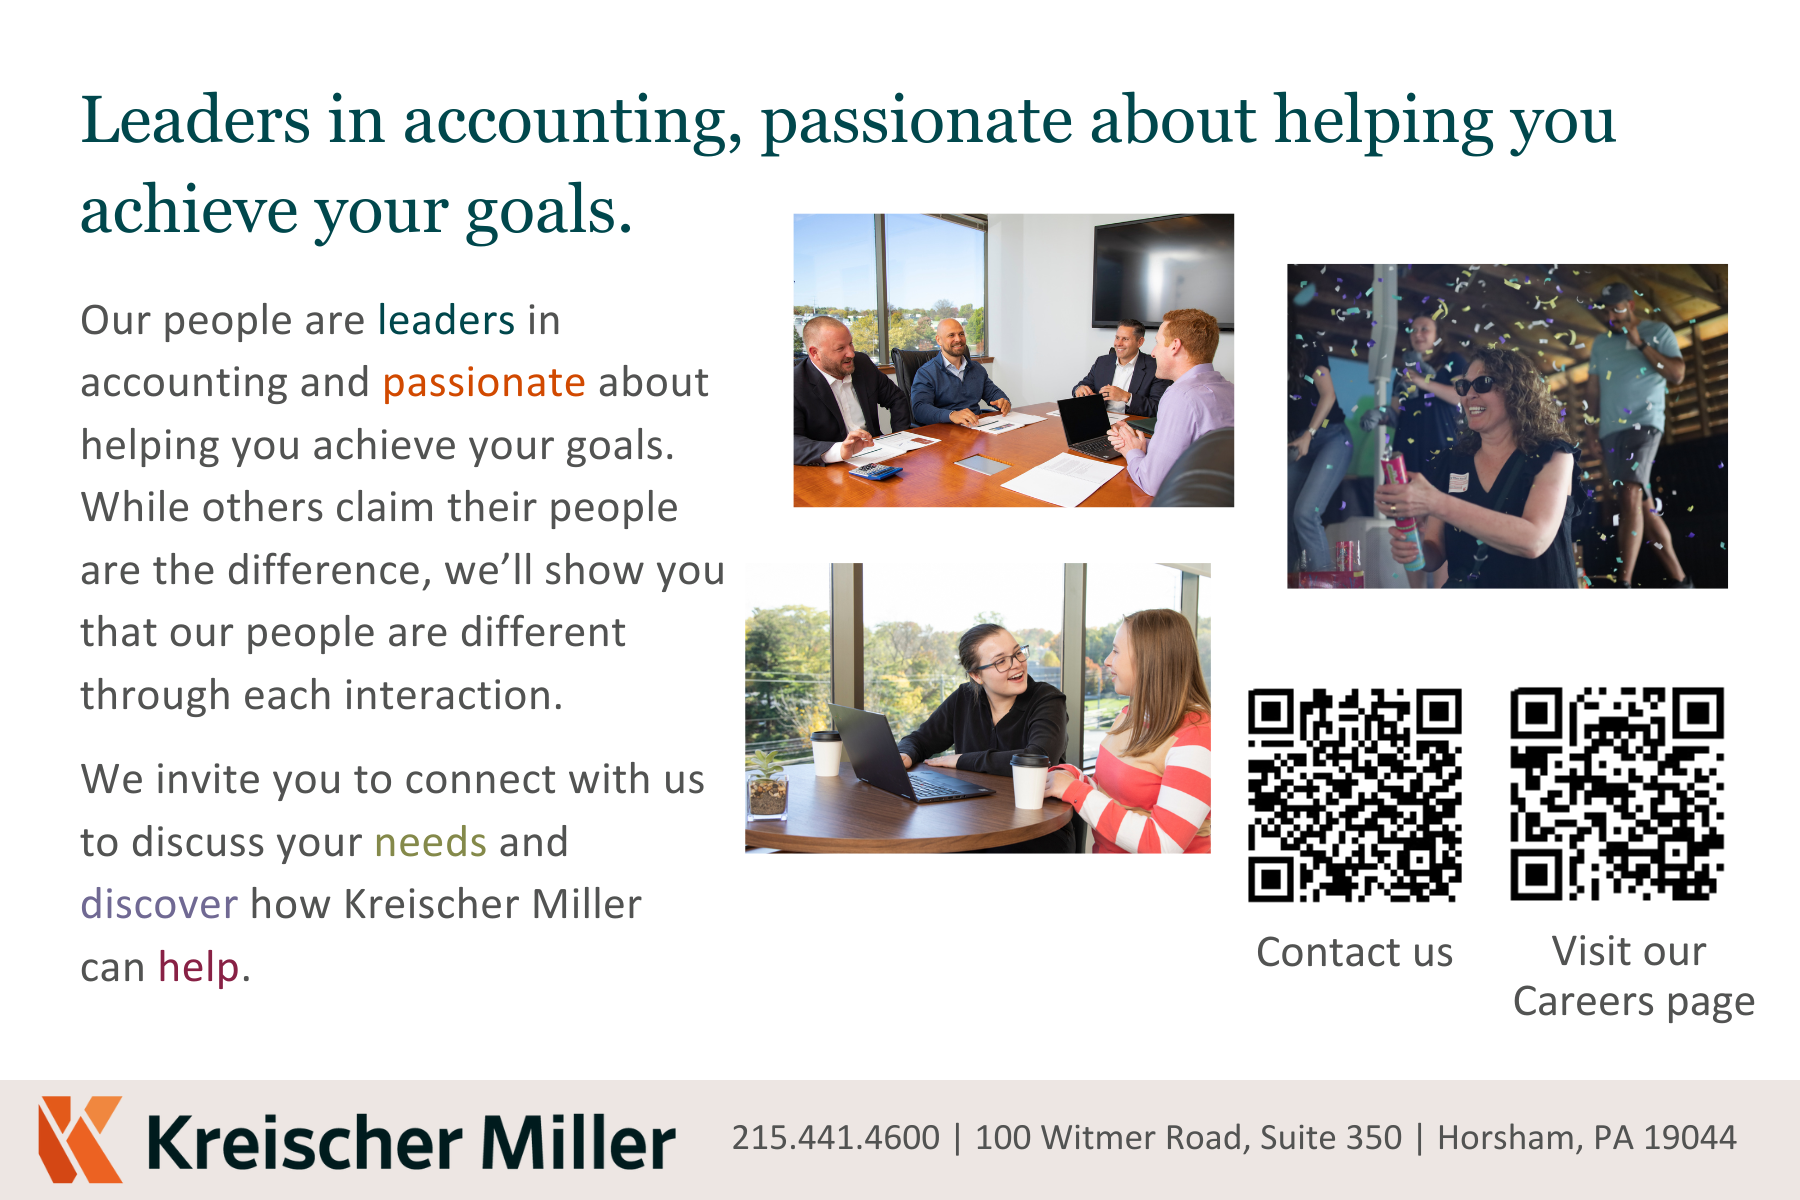 Leaders in accounting, passionate about helping you
achieve your goals.
Our people are leaders in
accounting and passionate about
helping you achieve your goals.
While others claim their people
are the difference, we’ll show you
that our people are different
through each interaction.
We invite you to connect with us
to discuss your needs and
discover how Kreischer Miller
can help.
Contact us
Visit our
Careers page
Kreischer Miller
215.441.4600 | 100 Witmer Road, Suite 350 | Horsham, PA 19044